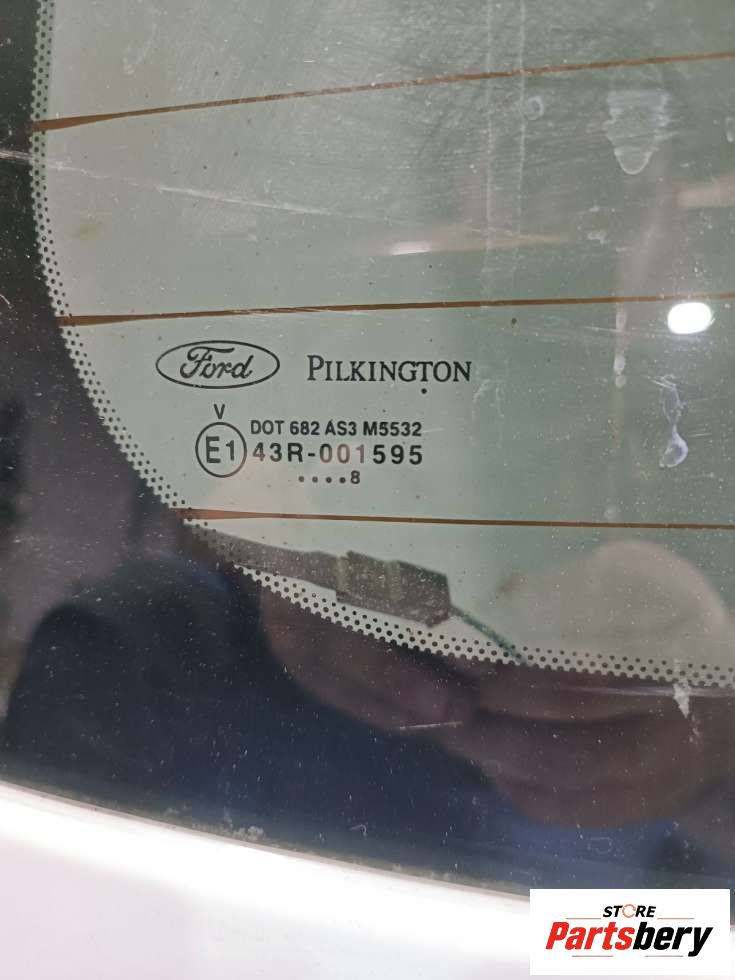 Ford PILKINGTON
V
DOT 682 AS3 M5532
E1 43R-001595
....8
STORE
Partsbery